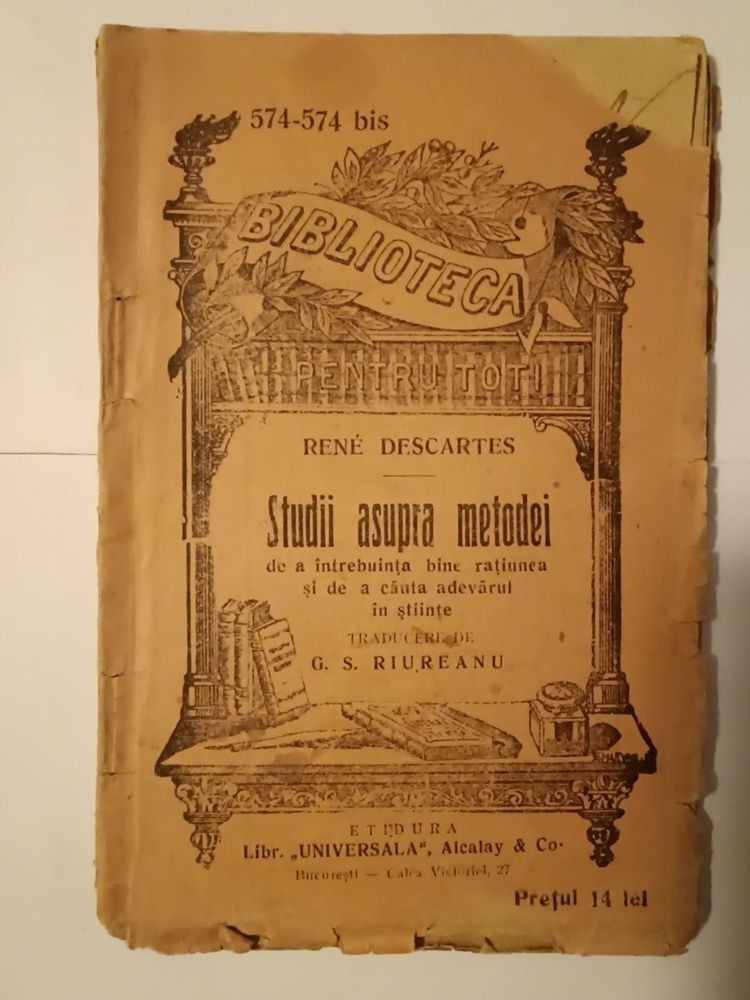 574-574 bis
BIBLIOTECA
PENTRU TOȚI
RENÉ DESCARTES
Studii asupra metodei
de a întrebuința bine rațiunea
și de a căuta adevărul
în științe
TRADUCERE DE
G. S. RIUREANU
ETIDURA
Libr. „UNIVERSALA“, Alcalay & Co.
București — Calea Victoriei, 27
Prețul 14 lei